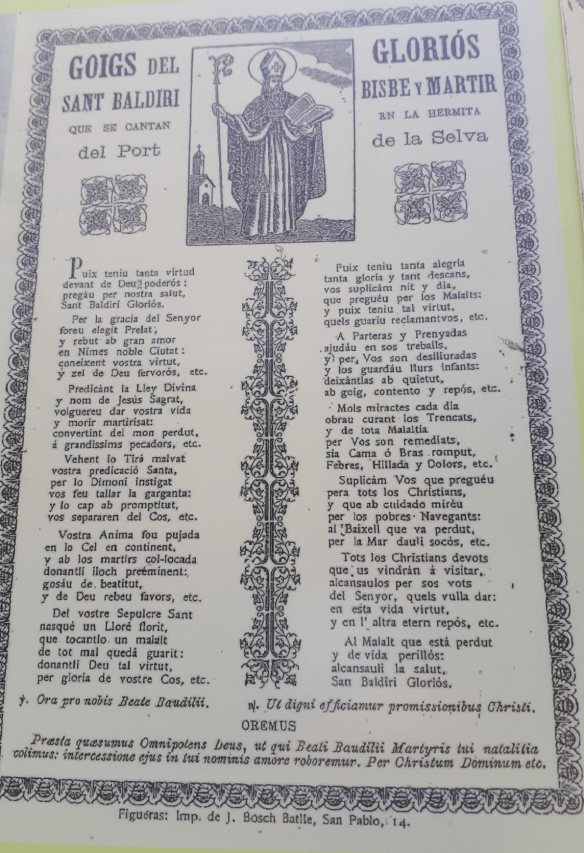 GOIGS DEL GLORIÓS
SANT BALDIRI BISBE Y MARTIR
QUE SE CANTAN EN LA HERMITA
del Port de la Selva
Puix teniu tanta virtud
devant de Deu poderós:
pregáu per nostra salut,
Sant Baldiri Gloriós.
Per la gracia del Senyor
foreu elegit Prelat,
y rebut ab gran amor
en Nimes noble Ciutat:
coneixent vostra virtut,
y zel de Deu fervorós, etc.
Predicánt la Lley Divina
y nom de Jesús Sagrat,
volguereu dar vostra vida
y morir martirisat:
convertint del mon perdut,
á grandissims pecadors, etc.
Vehent lo Tirá malvat
vostra predicació Santa,
per lo Dimoni instigat
vos feu tallar la garganta:
y lo cap ab promptitut,
vos separaren del Cos, etc.
Vostra Anima fou pujada
en lo Cel en continent,
y ab los martirs col-locada
donantli lloch preéminent:
gosáu de beatitut,
y de Deu rebeu favors, etc.
Del vostre Sepulcre Sant
nasqué un Lloré florit,
que tocantlo un malalt
de tot mal quedá guarit:
donantli Deu tal virtut,
per gloria de vostre Cos, etc.
Puix teniu tanta alegria
tanta gloria y tant descans,
vos suplicám nit y dia,
que preguéu per los Malalts:
y puix teniu tal virtut,
quels guariu reclamantvos, etc.
A Parteras y Prenyadas
ajudáu en sos treballs,
y per Vos son deslliuradas
y los guardáu llurs infants:
deixántlas ab quietut,
ab goig, contento y repós, etc.
Mols miracles cada dia
obrau curant los Trencats,
y de tota Malaltia
per Vos son remediats,
sia Cama ó Bras romput,
Febres, Hillada y Dolors, etc.
Suplicám Vos que preguéu
pera tots los Christians,
y que ab cuidado miréu
per los pobres Navegants:
al Baixell que va perdut,
per la Mar dauli socós, etc.
Tots los Christians devots
que us vindrán á visitar,
alcansaulos per sos vots
del Senyor, quels vulla dar:
en esta vida virtut,
y en l' altra etern repós, etc.
Al Malalt que está perdut
y de vida perillós:
alcansauli la salut,
San Baldiri Gloriós.
℣. Ora pro nobis Beate Baudilii. ℟. Ut digni efficiamur promissionibus Christi.
OREMUS
Præsta quæsumus Omnipotens Deus, ut qui Beati Baudilii Martyris tui natalitia
colimus: intercessione ejus in tui nominis amore roboremur. Per Christum Dominum etc.
Figuéras: Imp. de J. Bosch Batlle, San Pablo, 14.